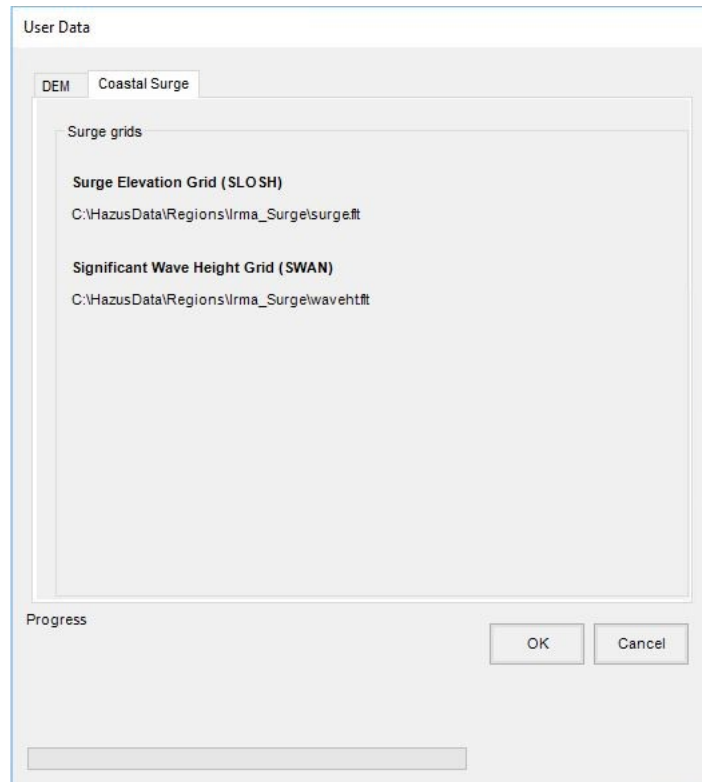 User Data
DEM
Coastal Surge
Surge grids
Surge Elevation Grid (SLOSH)
C:\HazusData\Regions\Irma_Surge\surge.flt
Significant Wave Height Grid (SWAN)
C:\HazusData\Regions\Irma_Surge\waveht.flt
Progress
OK
Cancel